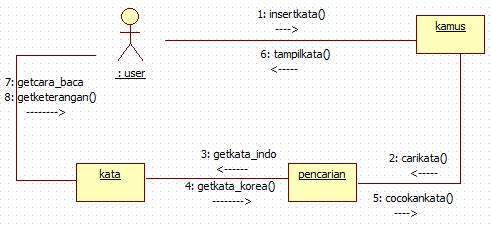 1: insertkata()
---->
kamus
6: tampilkata()
<-----
: user
7: getcara_baca
8: getketerangan()
-------->
3: getkata_indo
<------
2: carikata()
<-----
kata
pencarian
4: getkata_korea()
-------->
5: cocokankata()
---->